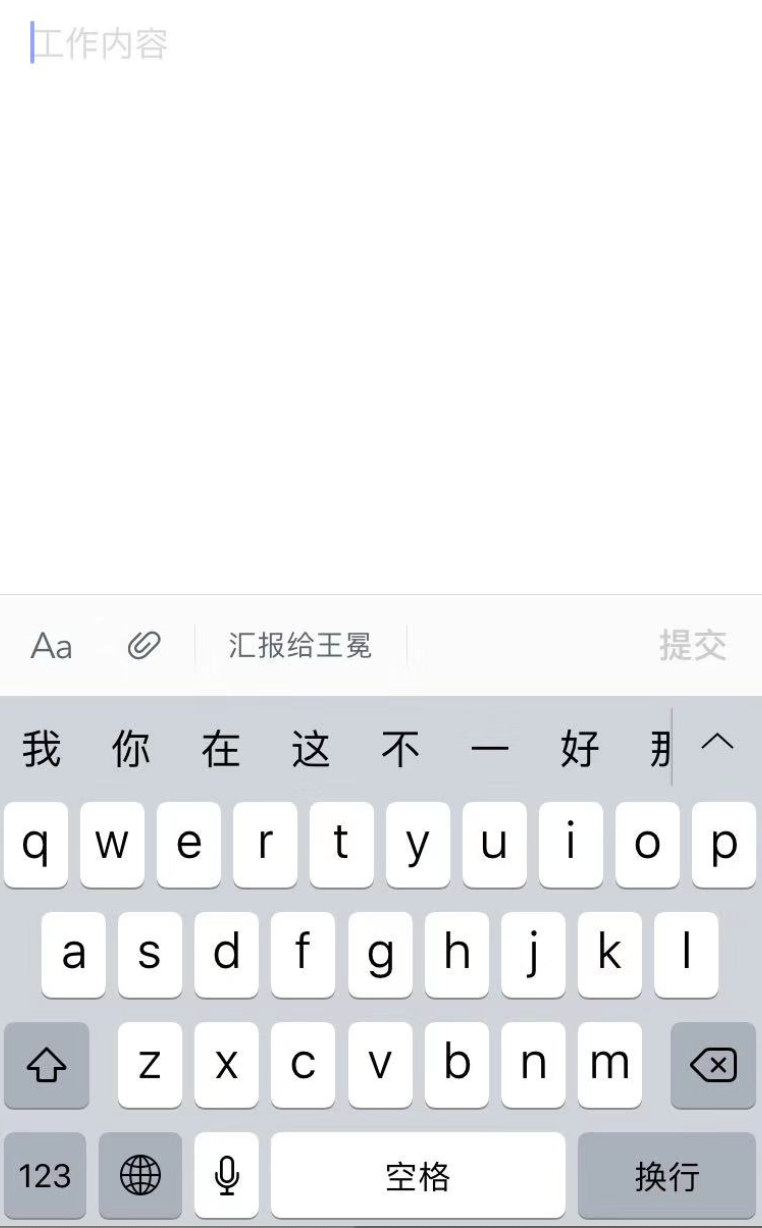 工作内容
Aa 汇报给王冕 提交
我 你 在 这 不 一 好 那
q w e r t y u i o p
a s d f g h j k l
z x c v b n m
123 空格 换行